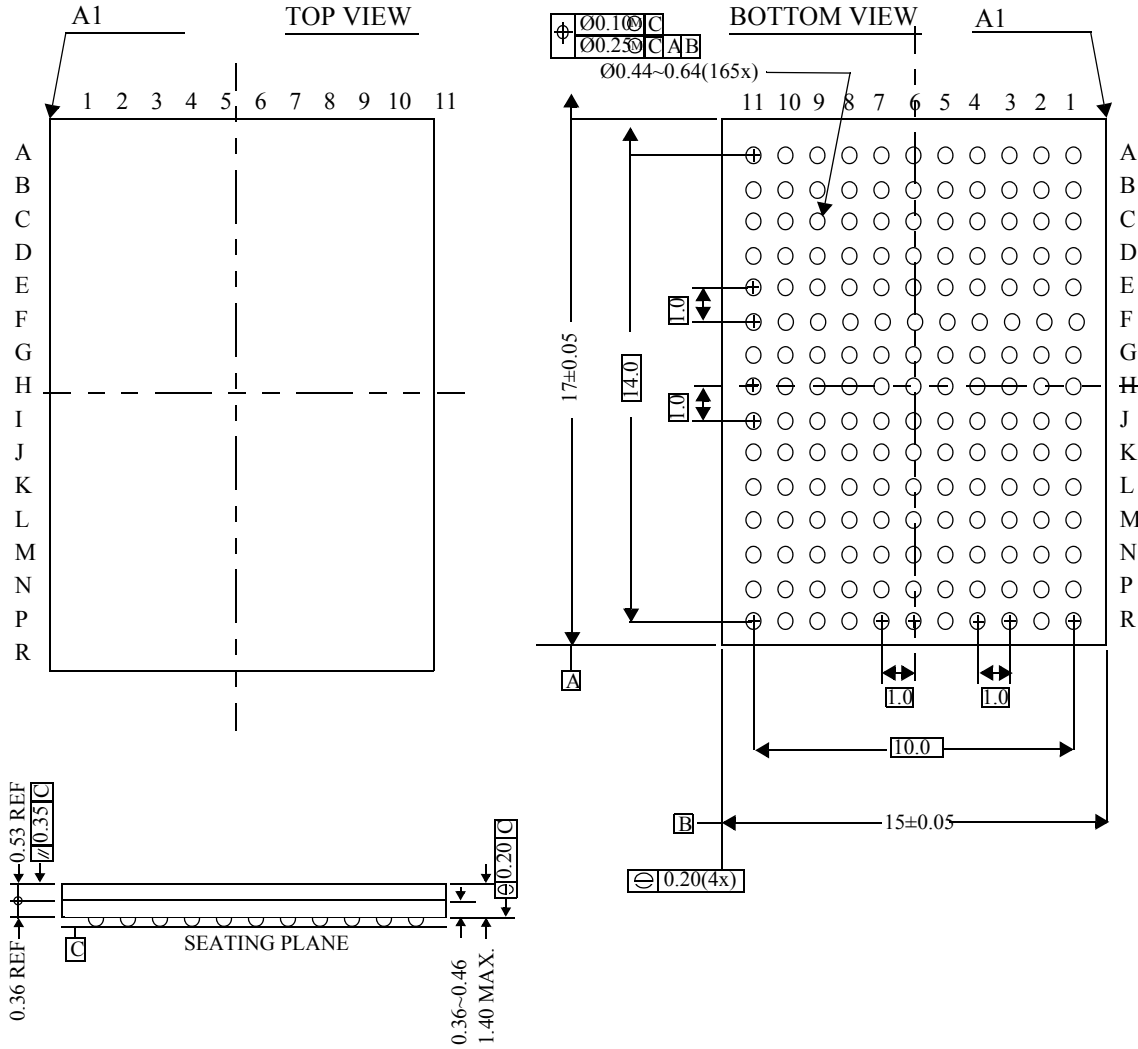 A1
TOP VIEW
1 2 3 4 5 6 7 8 9 10 11
A
B
C
D
E
F
G
H
I
J
K
L
M
N
P
R
Ø0.10Ⓜ C
Ø0.25Ⓜ C A B
BOTTOM VIEW
A1
Ø0.44~0.64(165x)
11 10 9 8 7 6 5 4 3 2 1
A
B
C
D
E
F
G
H
J
K
L
M
N
P
R
1.0
1.0
17±0.05
14.0
A
1.0
1.0
10.0
B
15±0.05
0.20(4x)
0.53 REF
// 0.35 C
0.20 C
C
SEATING PLANE
0.36 REF
0.36~0.46
1.40 MAX.